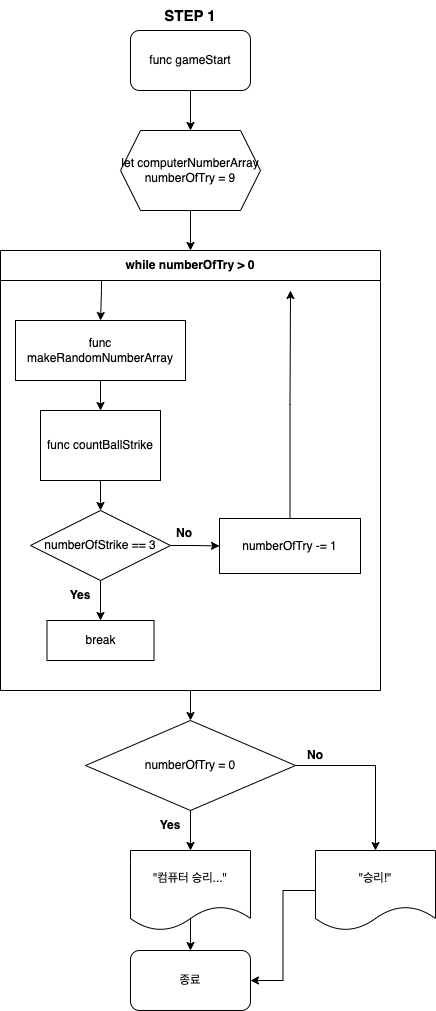 STEP 1
func gameStart
let computerNumberArray
numberOfTry = 9
while numberOfTry > 0
func
makeRandomNumberArray
func countBallStrike
numberOfStrike == 3
No
numberOfTry -= 1
Yes
break
numberOfTry = 0
No
Yes
"컴퓨터 승리..."
"승리!"
종료